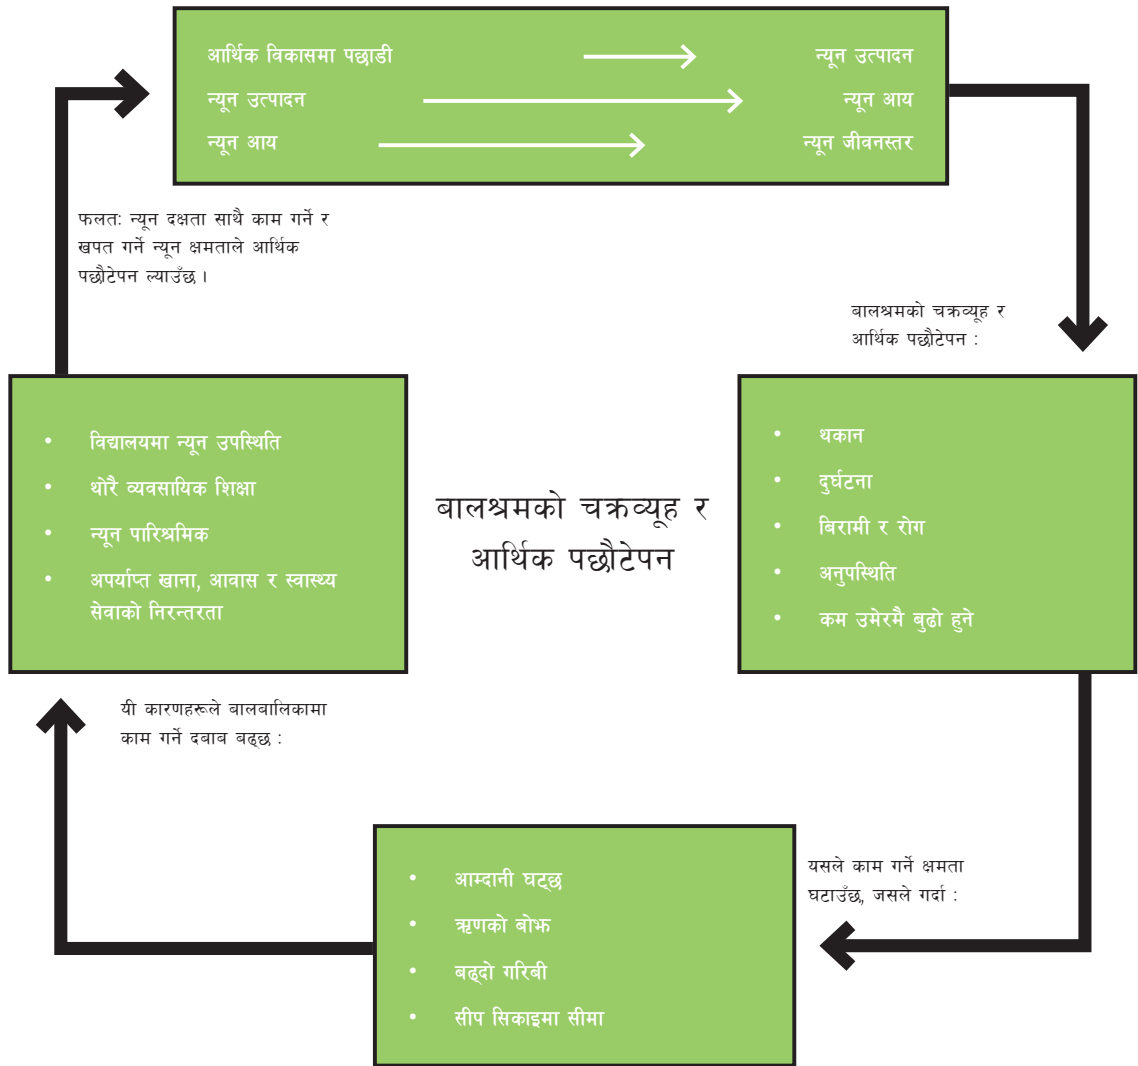 आर्थिक विकासमा पछाडी न्यून उत्पादन
न्यून उत्पादन न्यून आय
न्यून आय न्यून जीवनस्तर
फलतः न्यून दक्षता साथै काम गर्ने र
खपत गर्ने न्यून क्षमताले आर्थिक
पछौटेपन ल्याउँछ ।
बालश्रमको चक्रव्यूह र
आर्थिक पछौटेपन :
• विद्यालयमा न्यून उपस्थिति
• थोरै व्यवसायिक शिक्षा
• न्यून पारिश्रमिक
• अपर्याप्त खाना, आवास र स्वास्थ्य
सेवाको निरन्तरता
बालश्रमको चक्रव्यूह र
आर्थिक पछौटेपन
• थकान
• दुर्घटना
• बिरामी र रोग
• अनुपस्थिति
• कम उमेरमै बुढो हुने
यी कारणहरूले बालबालिकामा
काम गर्ने दबाब बढ्छ :
यसले काम गर्ने क्षमता
घटाउँछ, जसले गर्दा :
• आम्दानी घट्छ
• ऋणको बोझ
• बढ्दो गरिबी
• सीप सिकाइमा सीमा